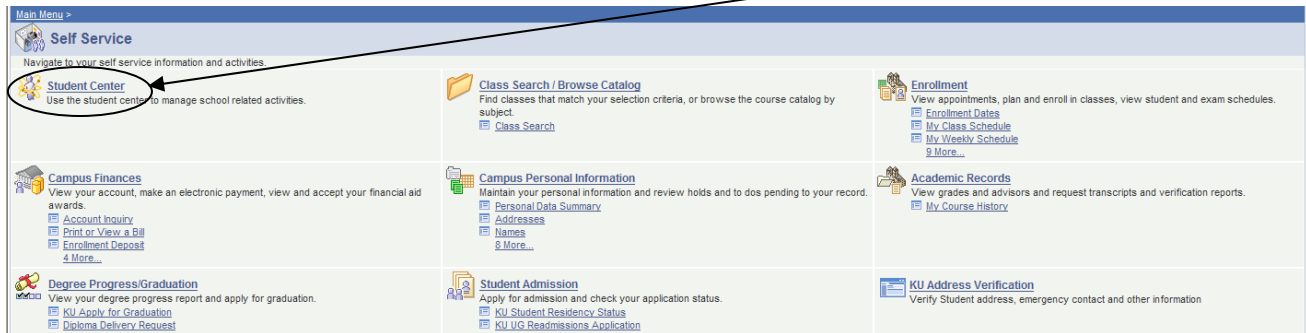 Main Menu >
Self Service
Navigate to your self service information and activities.
Student Center
Use the student center to manage school related activities.
Class Search / Browse Catalog
Find classes that match your selection criteria, or browse the course catalog by
subject.
Class Search
Enrollment
View appointments, plan and enroll in classes, view student and exam schedules.
Enrollment Dates
My Class Schedule
My Weekly Schedule
9 More...
Campus Finances
View your account, make an electronic payment, view and accept your financial aid
awards.
Account Inquiry
Print or View a Bill
Enrollment Deposit
4 More...
Campus Personal Information
Maintain your personal information and review holds and to dos pending to your record.
Personal Data Summary
Addresses
Names
8 More...
Academic Records
View grades and advisors and request transcripts and verification reports.
My Course History
Degree Progress/Graduation
View your degree progress report and apply for graduation.
KU Apply for Graduation
Diploma Delivery Request
Student Admission
Apply for admission and check your application status.
KU Student Residency Status
KU UG Readmissions Application
KU Address Verification
Verify Student address, emergency contact and other information